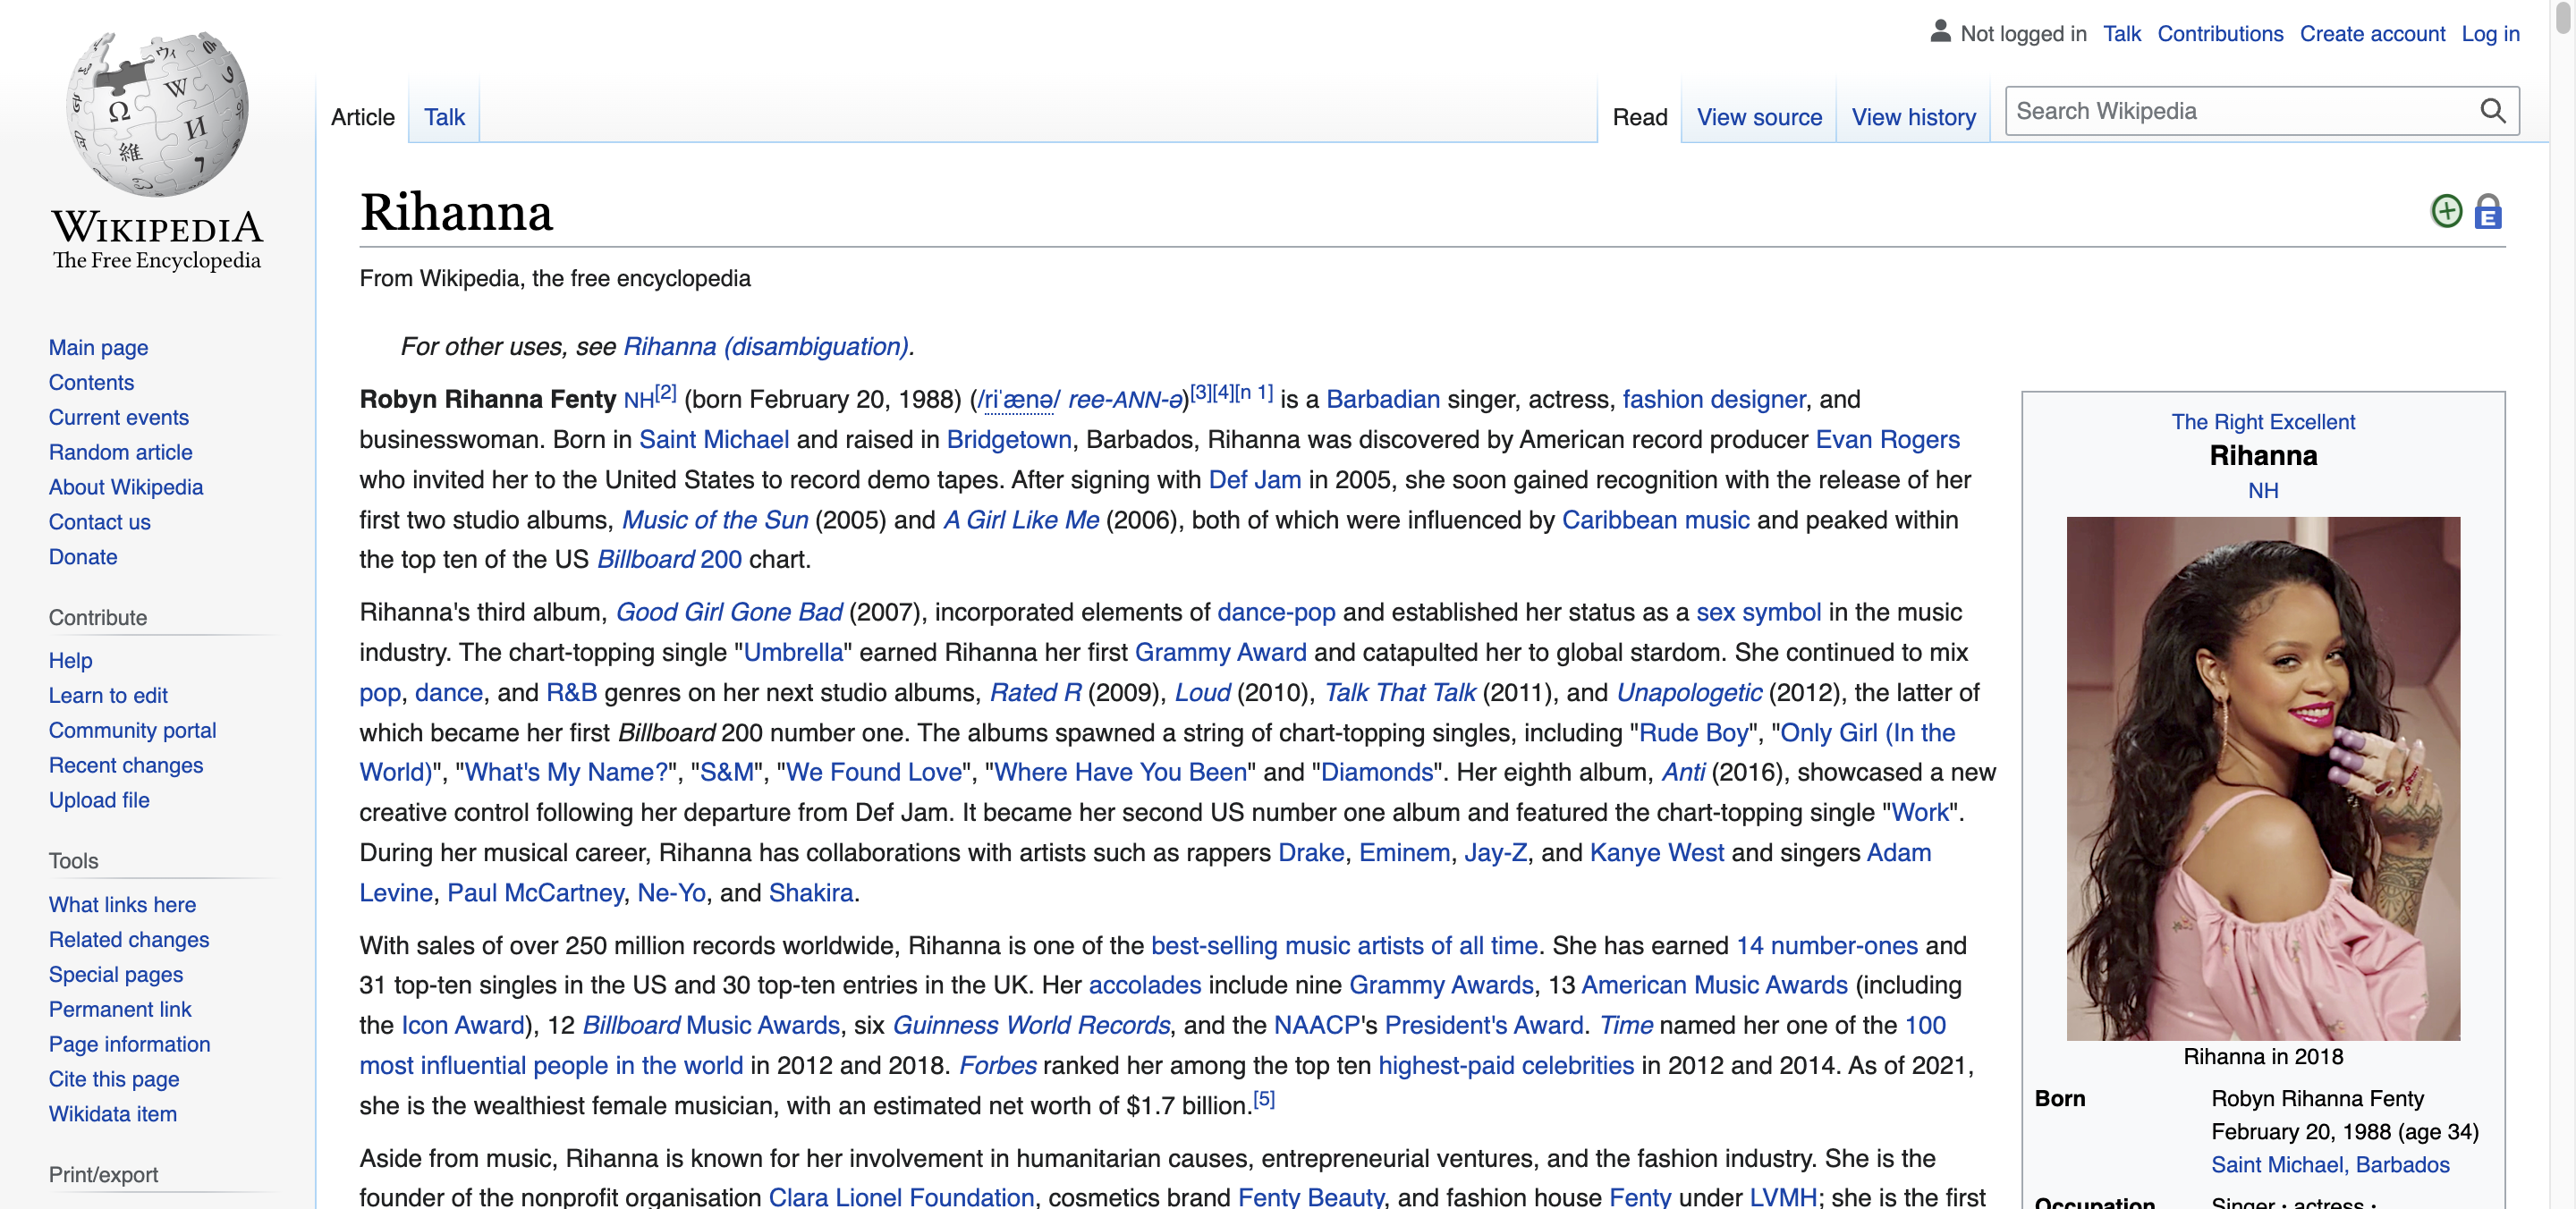 Not logged in Talk Contributions Create account Log in
Article Talk Read View source View history Search Wikipedia
WIKIPEDIA
The Free Encyclopedia
Main page
Contents
Current events
Random article
About Wikipedia
Contact us
Donate
Contribute
Help
Learn to edit
Community portal
Recent changes
Upload file
Tools
What links here
Related changes
Special pages
Permanent link
Page information
Cite this page
Wikidata item
Print/export
Rihanna
From Wikipedia, the free encyclopedia
For other uses, see Rihanna (disambiguation).
Robyn Rihanna Fenty NH[2] (born February 20, 1988) (/riˈænə/ ree-ANN-ə)[3][4][n 1] is a Barbadian singer, actress, fashion designer, and
businesswoman. Born in Saint Michael and raised in Bridgetown, Barbados, Rihanna was discovered by American record producer Evan Rogers
who invited her to the United States to record demo tapes. After signing with Def Jam in 2005, she soon gained recognition with the release of her
first two studio albums, Music of the Sun (2005) and A Girl Like Me (2006), both of which were influenced by Caribbean music and peaked within
the top ten of the US Billboard 200 chart.
Rihanna's third album, Good Girl Gone Bad (2007), incorporated elements of dance-pop and established her status as a sex symbol in the music
industry. The chart-topping single "Umbrella" earned Rihanna her first Grammy Award and catapulted her to global stardom. She continued to mix
pop, dance, and R&B genres on her next studio albums, Rated R (2009), Loud (2010), Talk That Talk (2011), and Unapologetic (2012), the latter of
which became her first Billboard 200 number one. The albums spawned a string of chart-topping singles, including "Rude Boy", "Only Girl (In the
World)", "What's My Name?", "S&M", "We Found Love", "Where Have You Been" and "Diamonds". Her eighth album, Anti (2016), showcased a new
creative control following her departure from Def Jam. It became her second US number one album and featured the chart-topping single "Work".
During her musical career, Rihanna has collaborations with artists such as rappers Drake, Eminem, Jay-Z, and Kanye West and singers Adam
Levine, Paul McCartney, Ne-Yo, and Shakira.
With sales of over 250 million records worldwide, Rihanna is one of the best-selling music artists of all time. She has earned 14 number-ones and
31 top-ten singles in the US and 30 top-ten entries in the UK. Her accolades include nine Grammy Awards, 13 American Music Awards (including
the Icon Award), 12 Billboard Music Awards, six Guinness World Records, and the NAACP's President's Award. Time named her one of the 100
most influential people in the world in 2012 and 2018. Forbes ranked her among the top ten highest-paid celebrities in 2012 and 2014. As of 2021,
she is the wealthiest female musician, with an estimated net worth of $1.7 billion.[5]
Aside from music, Rihanna is known for her involvement in humanitarian causes, entrepreneurial ventures, and the fashion industry. She is the
founder of the nonprofit organisation Clara Lionel Foundation, cosmetics brand Fenty Beauty, and fashion house Fenty under LVMH; she is the first
The Right Excellent
Rihanna
NH
Rihanna in 2018
Born Robyn Rihanna Fenty
February 20, 1988 (age 34)
Saint Michael, Barbados
Occupation Singer · actress ·